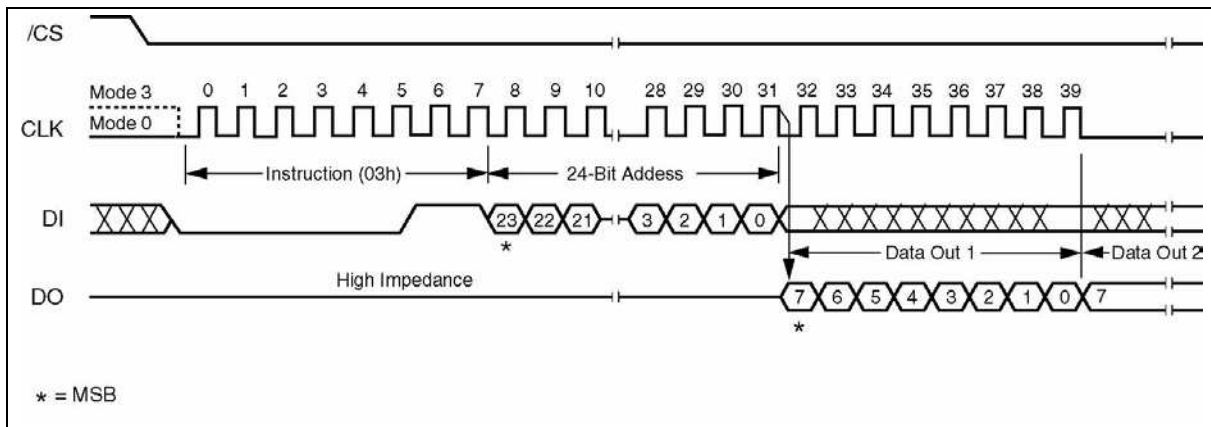 /CS
Mode 3
0 1 2 3 4 5 6 7 8 9 10 28 29 30 31 32 33 34 35 36 37 38 39
CLK
Mode 0
Instruction (03h)
24-Bit Addess
DI
23 22 21 3 2 1 0
*
Data Out 1
Data Out 2
High Impedance
DO
7 6 5 4 3 2 1 0 7
*
* = MSB